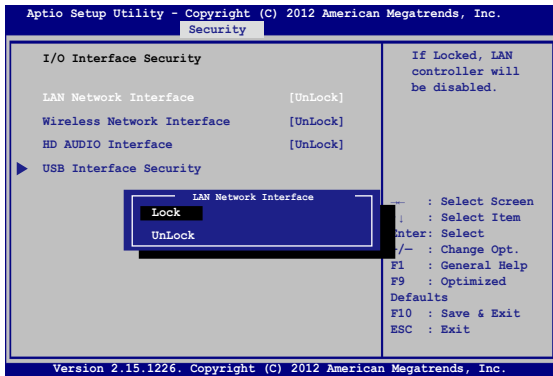 Aptio Setup Utility - Copyright (C) 2012 American Megatrends, Inc.
Security
I/O Interface Security
LAN Network Interface [UnLock]
Wireless Network Interface [UnLock]
HD AUDIO Interface [UnLock]
USB Interface Security
If Locked, LAN
controller will
be disabled.
LAN Network Interface
Lock
UnLock
→← : Select Screen
↓ : Select Item
Enter: Select
/— : Change Opt.
F1 : General Help
F9 : Optimized
Defaults
F10 : Save & Exit
ESC : Exit
Version 2.15.1226. Copyright (C) 2012 American Megatrends, Inc.